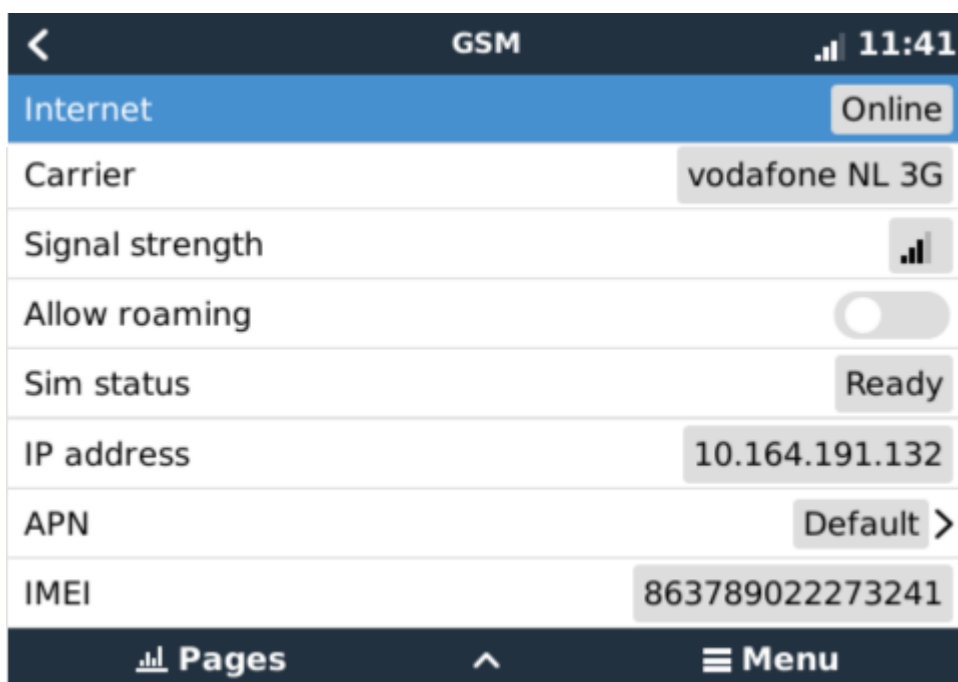 GSM 11:41
Internet Online
Carrier vodafone NL 3G
Signal strength
Allow roaming
Sim status Ready
IP address 10.164.191.132
APN Default
IMEI 863789022273241
Pages Menu